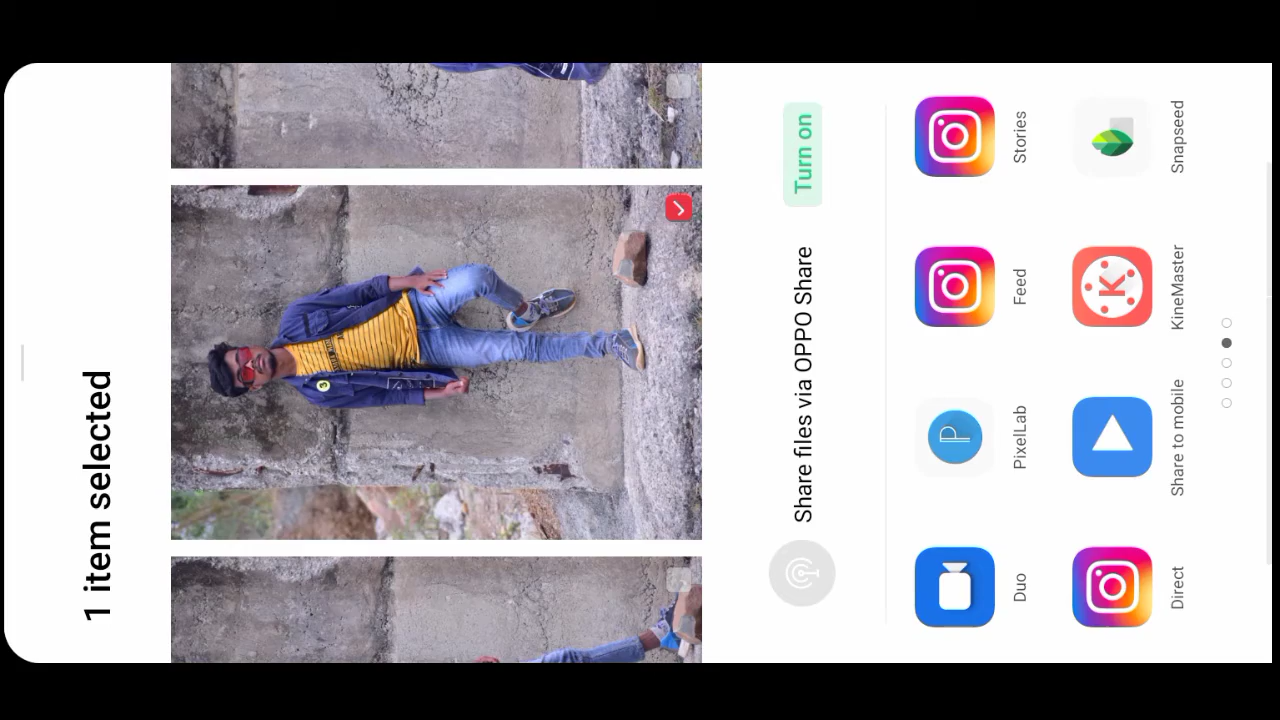 1 item selected
Share files via OPPO Share
Turn on
Duo
PixelLab
Feed
Stories
Direct
Share to mobile
KineMaster
Snapseed